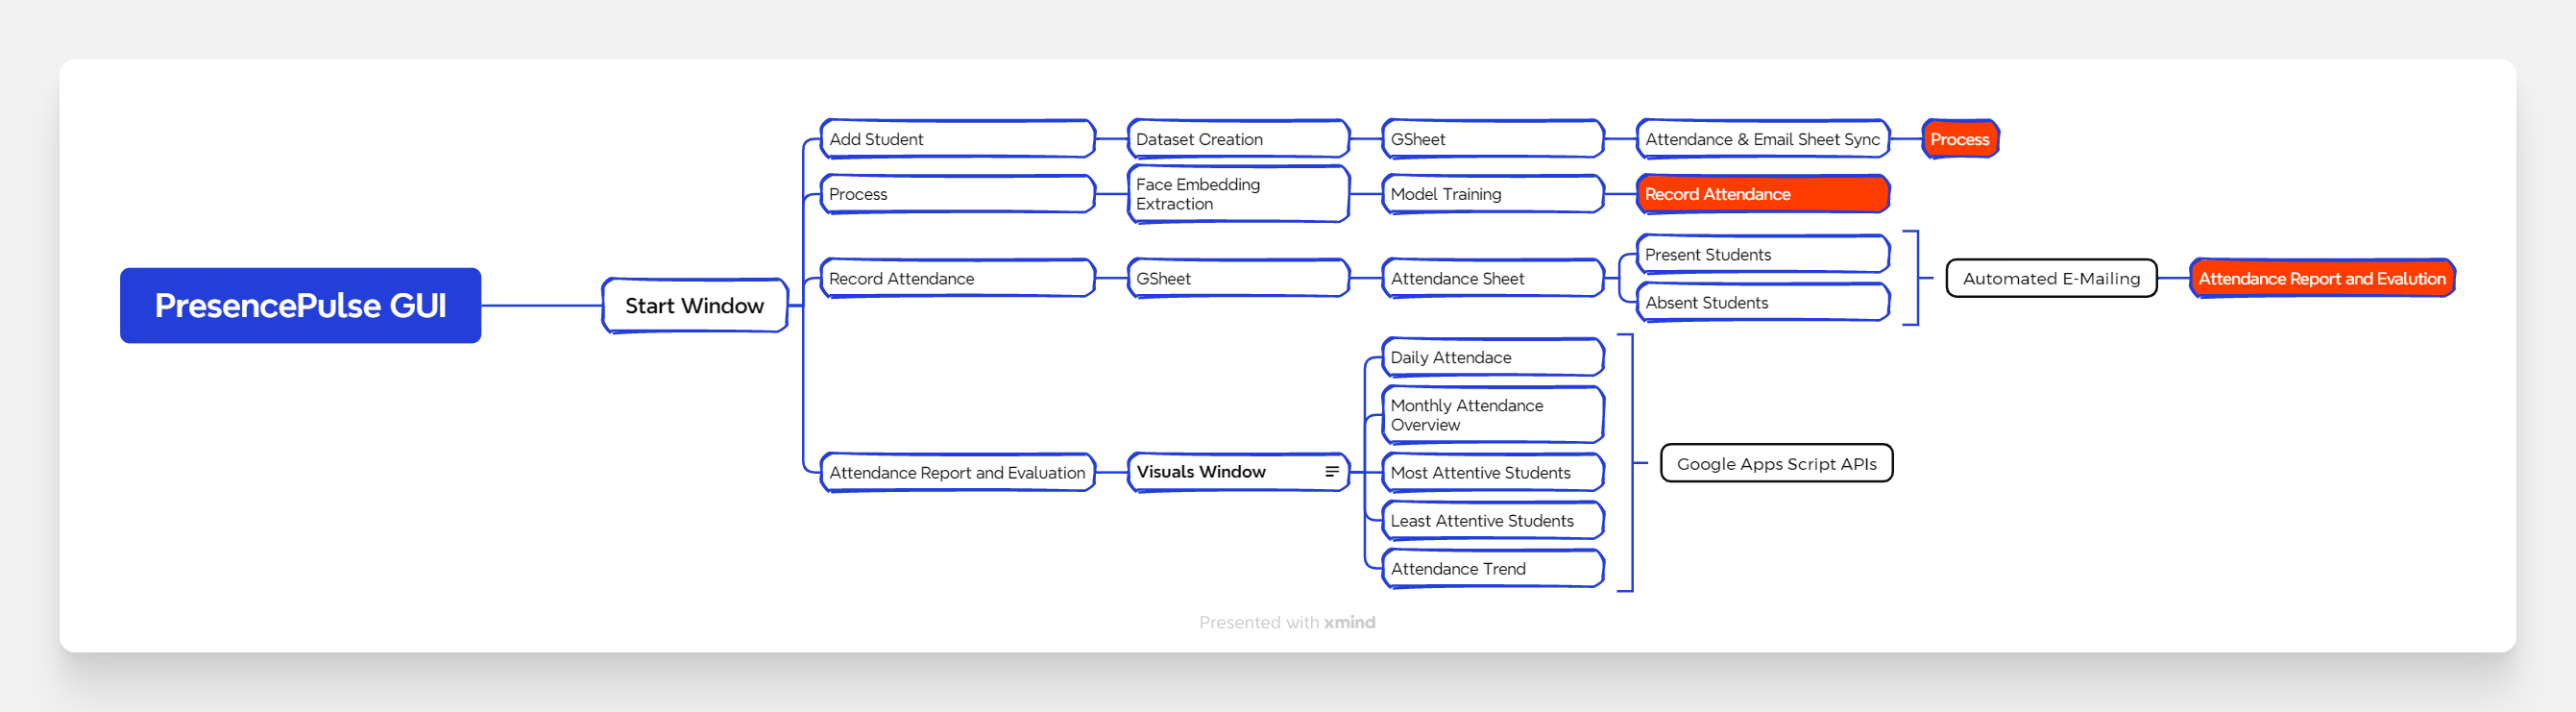 PresencePulse GUI
Start Window
Add Student
Dataset Creation
GSheet
Attendance & Email Sheet Sync
Process
Process
Face Embedding
Extraction
Model Training
Record Attendance
Record Attendance
GSheet
Attendance Sheet
Present Students
Absent Students
Automated E-Mailing
Attendance Report and Evalution
Attendance Report and Evaluation
Visuals Window
Daily Attendace
Monthly Attendance
Overview
Most Attentive Students
Least Attentive Students
Attendance Trend
Google Apps Script APIs
Presented with xmind